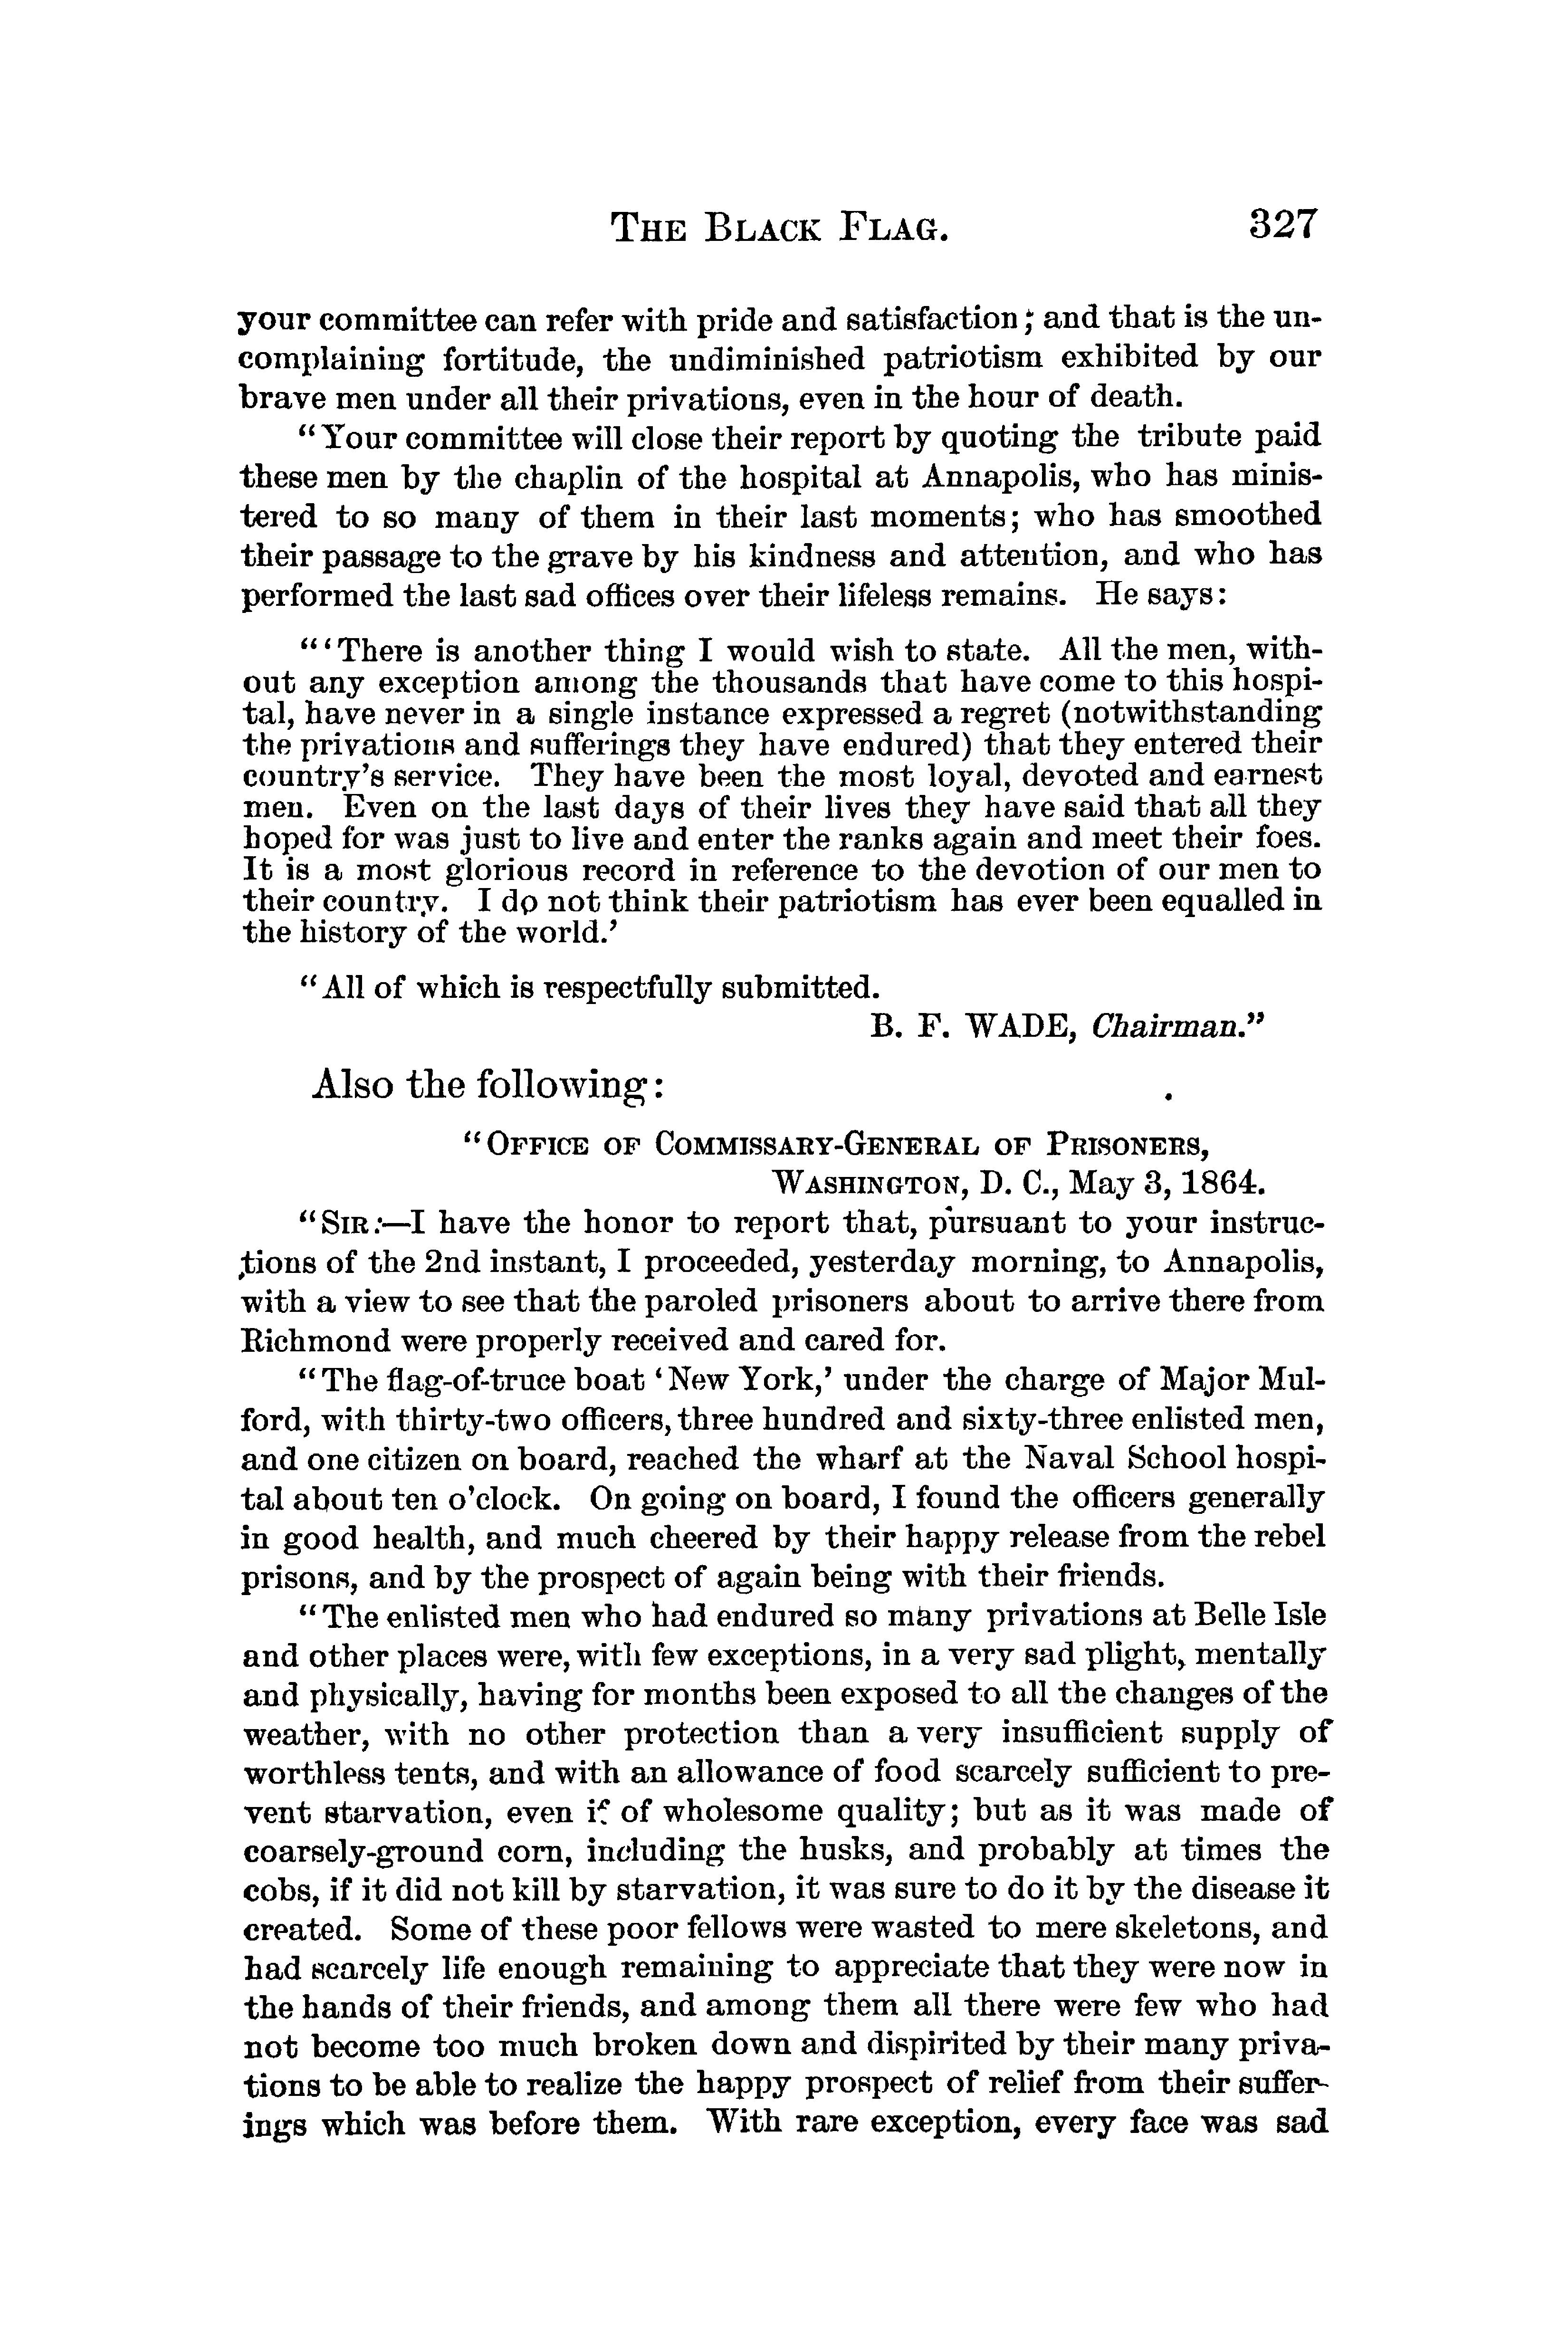 THE BLACK FLAG. 327
your committee can refer with pride and satisfaction; and that is the un-
complaining fortitude, the undiminished patriotism exhibited by our
brave men under all their privations, even in the hour of death.
"Your committee will close their report by quoting the tribute paid
these men by the chaplin of the hospital at Annapolis, who has minis-
tered to so many of them in their last moments; who has smoothed
their passage to the grave by his kindness and attention, and who has
performed the last sad offices over their lifeless remains. He says:
"'There is another thing I would wish to state. All the men, with-
out any exception among the thousands that have come to this hospi-
tal, have never in a single instance expressed a regret (notwithstanding
the privations and sufferings they have endured) that they entered their
country's service. They have been the most loyal, devoted and earnest
men. Even on the last days of their lives they have said that all they
hoped for was just to live and enter the ranks again and meet their foes.
It is a most glorious record in reference to the devotion of our men to
their country. I do not think their patriotism has ever been equalled in
the history of the world.'
"All of which is respectfully submitted.
B. F. WADE, Chairman."
Also the following:
"OFFICE OF COMMISSARY-GENERAL OF PRISONERS,
WASHINGTON, D. C., May 3, 1864.
"SIR:—I have the honor to report that, pursuant to your instruc-
tions of the 2nd instant, I proceeded, yesterday morning, to Annapolis,
with a view to see that the paroled prisoners about to arrive there from
Richmond were properly received and cared for.
"The flag-of-truce boat 'New York,' under the charge of Major Mul-
ford, with thirty-two officers, three hundred and sixty-three enlisted men,
and one citizen on board, reached the wharf at the Naval School hospi-
tal about ten o'clock. On going on board, I found the officers generally
in good health, and much cheered by their happy release from the rebel
prisons, and by the prospect of again being with their friends.
"The enlisted men who had endured so many privations at Belle Isle
and other places were, with few exceptions, in a very sad plight, mentally
and physically, having for months been exposed to all the changes of the
weather, with no other protection than a very insufficient supply of
worthless tents, and with an allowance of food scarcely sufficient to pre-
vent starvation, even if of wholesome quality; but as it was made of
coarsely-ground corn, including the husks, and probably at times the
cobs, if it did not kill by starvation, it was sure to do it by the disease it
created. Some of these poor fellows were wasted to mere skeletons, and
had scarcely life enough remaining to appreciate that they were now in
the hands of their friends, and among them all there were few who had
not become too much broken down and dispirited by their many priva-
tions to be able to realize the happy prospect of relief from their suffer-
ings which was before them. With rare exception, every face was sad